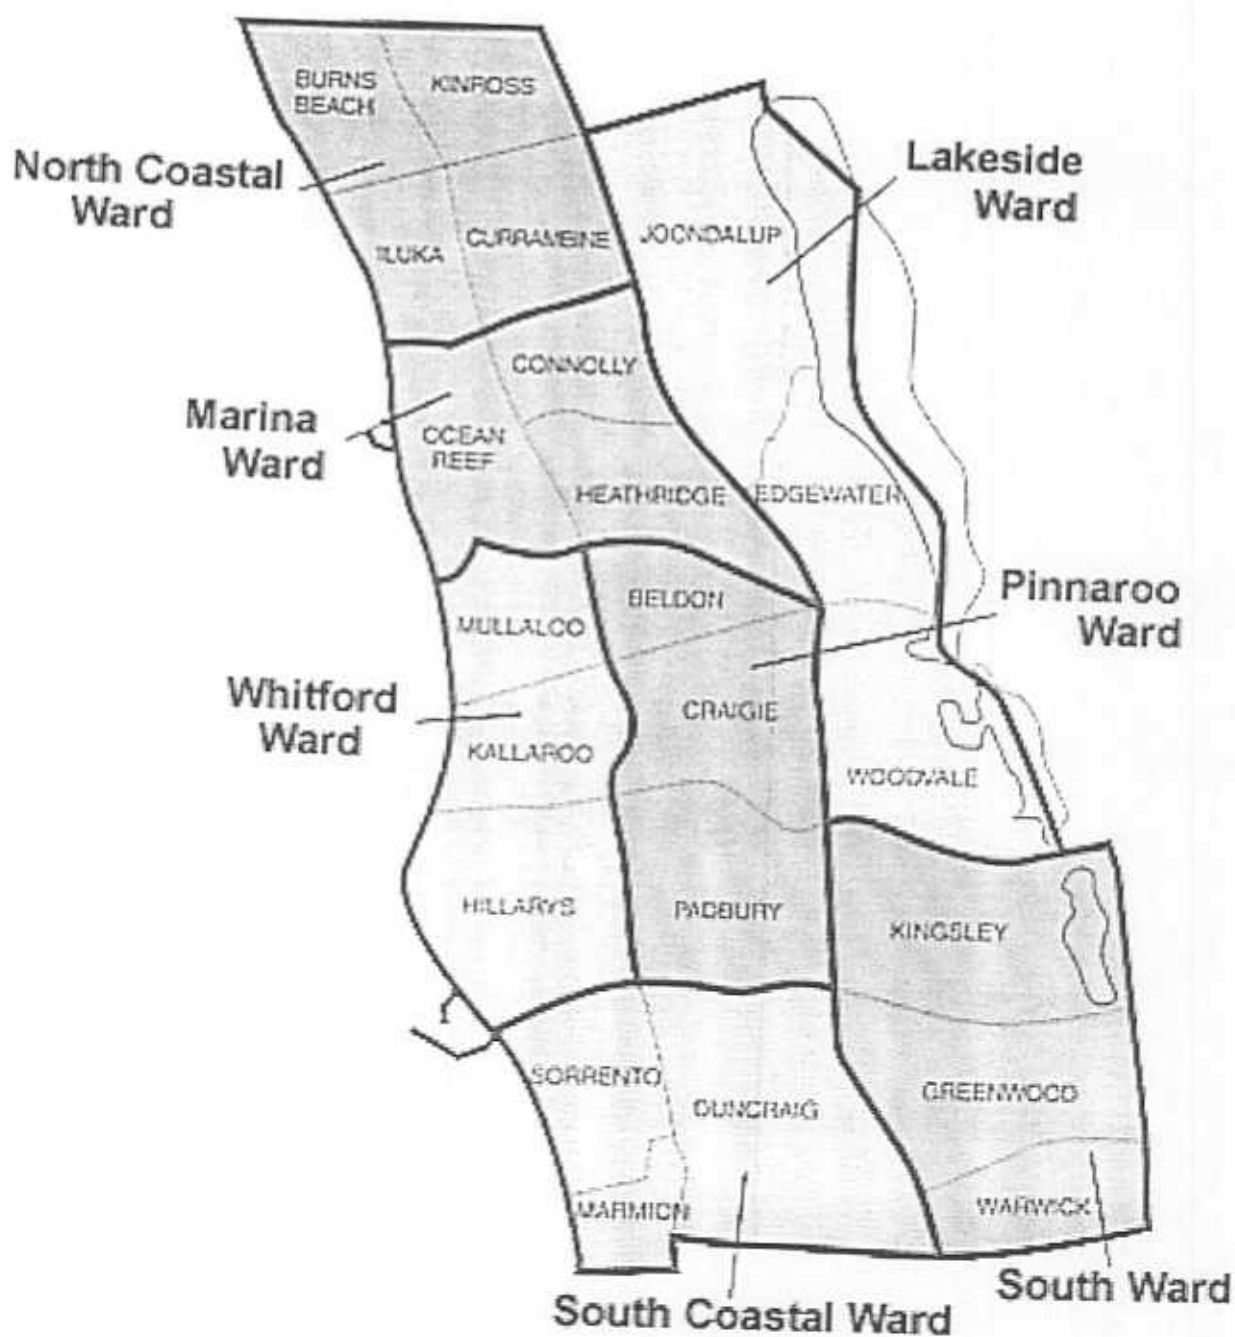 BURNS
BEACH
KINROSS
North Coastal
Ward
Lakeside
Ward
ILUKA
CURRAMBINE
JOONDALUP
CONNOLLY
Marina
Ward
OCEAN
REEF
HEATHRIDGE
EDGEWATER
Pinnaroo
Ward
MULLALOO
BELDON
Whitford
Ward
KALLAROO
CRAIGIE
WOODVALE
HILLARYS
PADBURY
KINGSLEY
SORRENTO
DUNCRAIG
GREENWOOD
MARMION
WARWICK
South Coastal Ward
South Ward